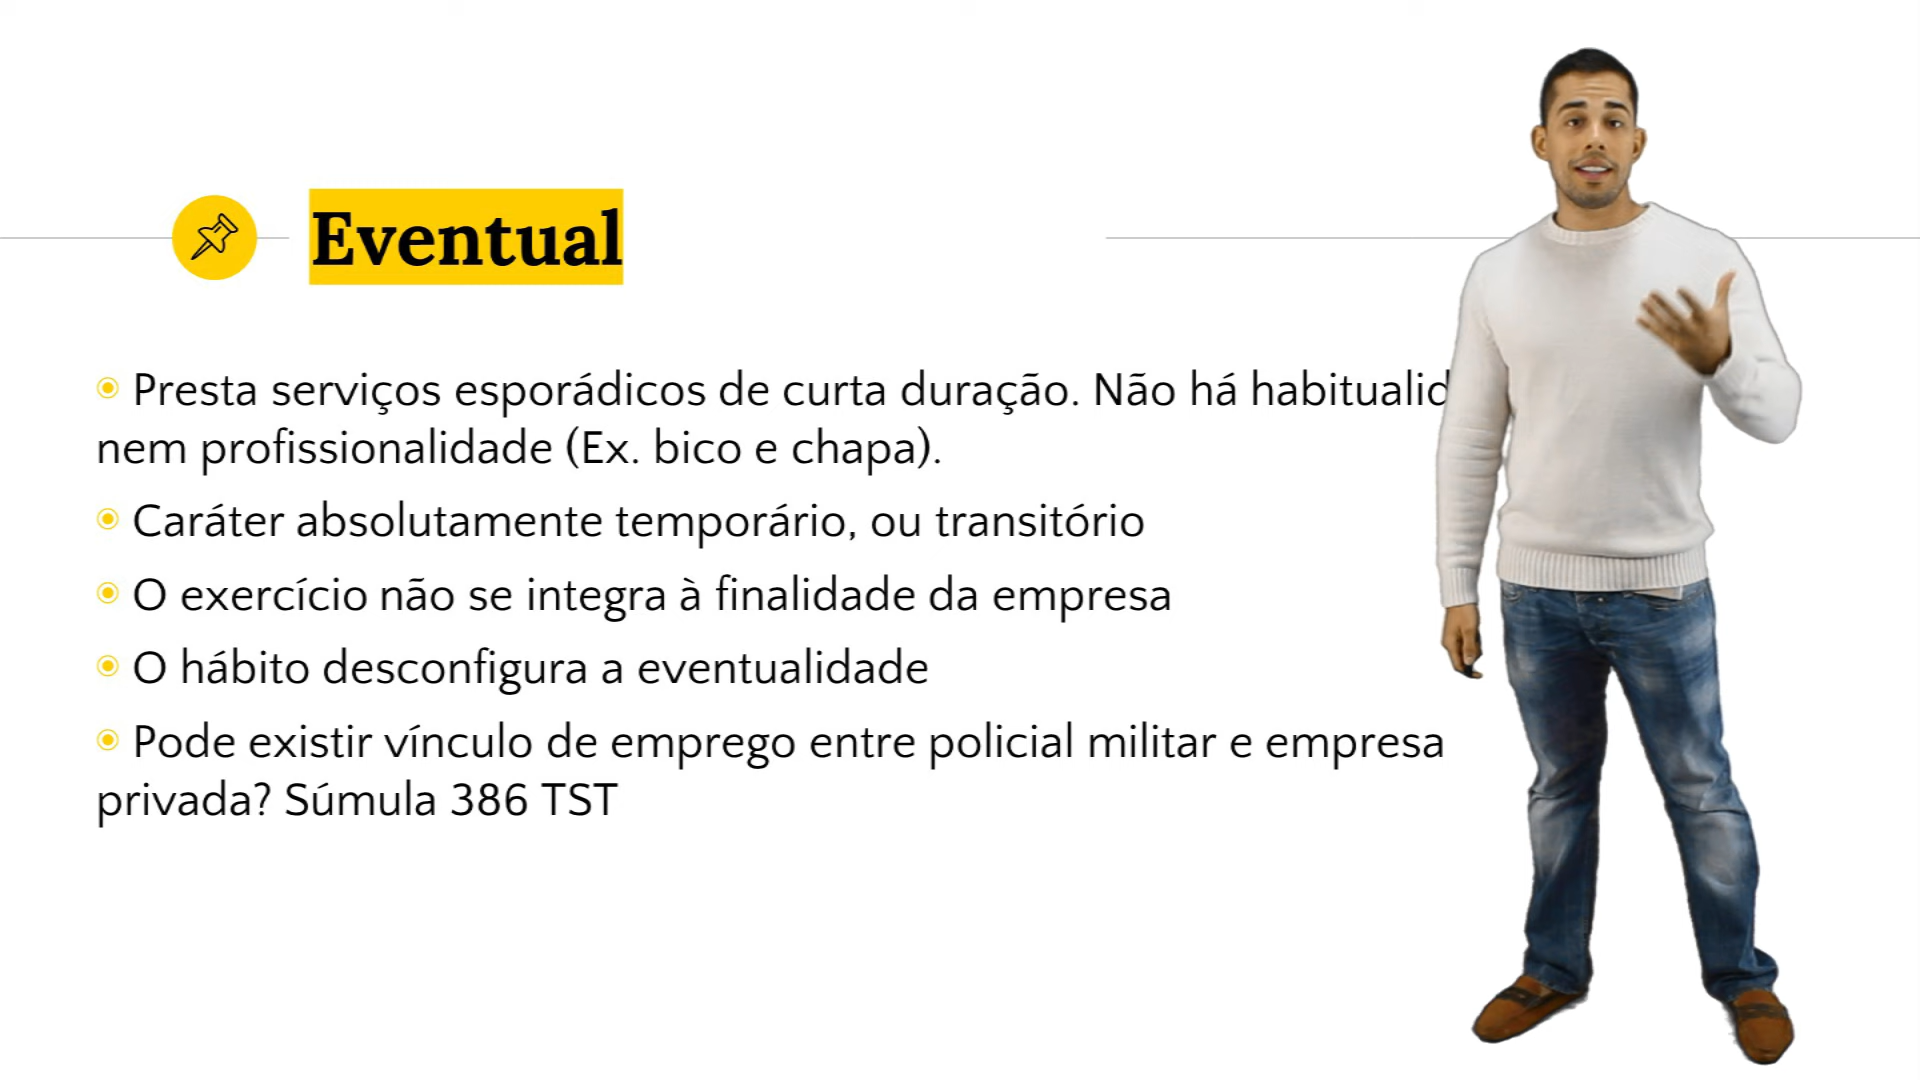 Eventual
Presta serviços esporádicos de curta duração. Não há
nem profissionalidade (Ex. bico e chapa).
Caráter absolutamente temporário, ou transitório
O exercício não se integra à finalidade da empresa
O hábito desconfigura a eventualidade
Pode existir vínculo de emprego entre policial militar e empresa
privada? Súmula 386 TST